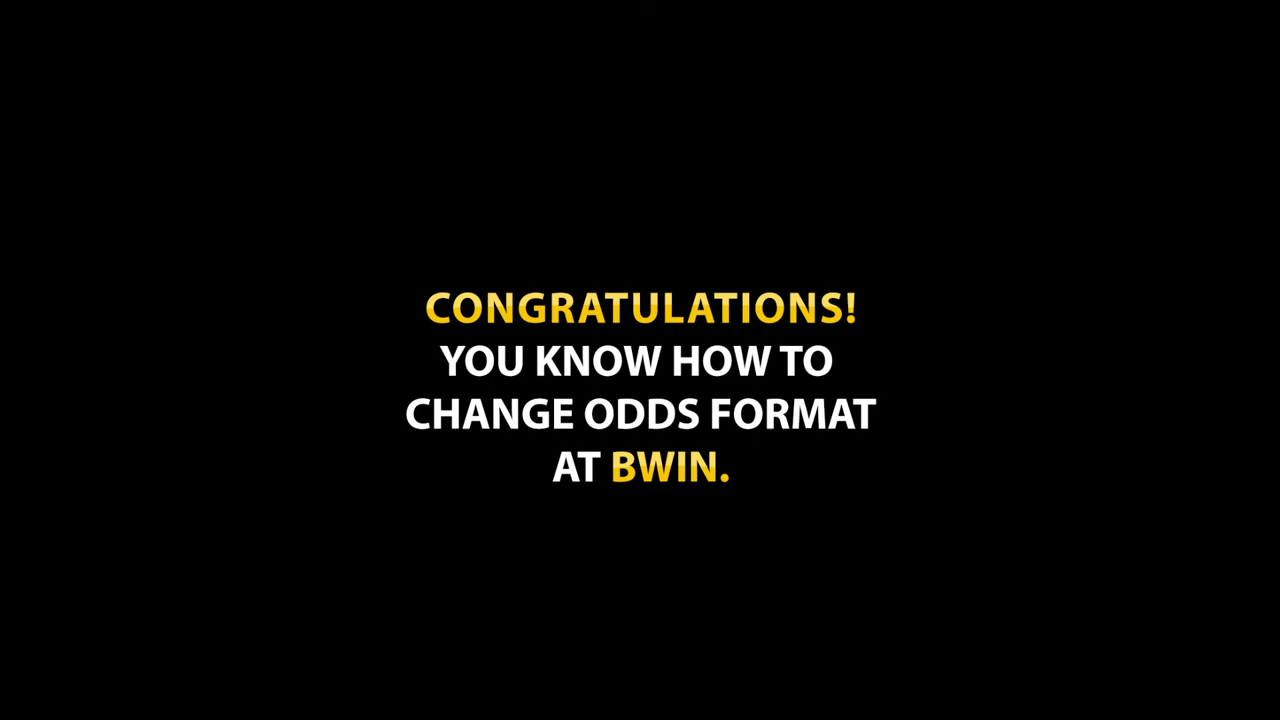 CONGRATULATIONS!
YOU KNOW HOW TO
CHANGE ODDS FORMAT
AT BWIN.